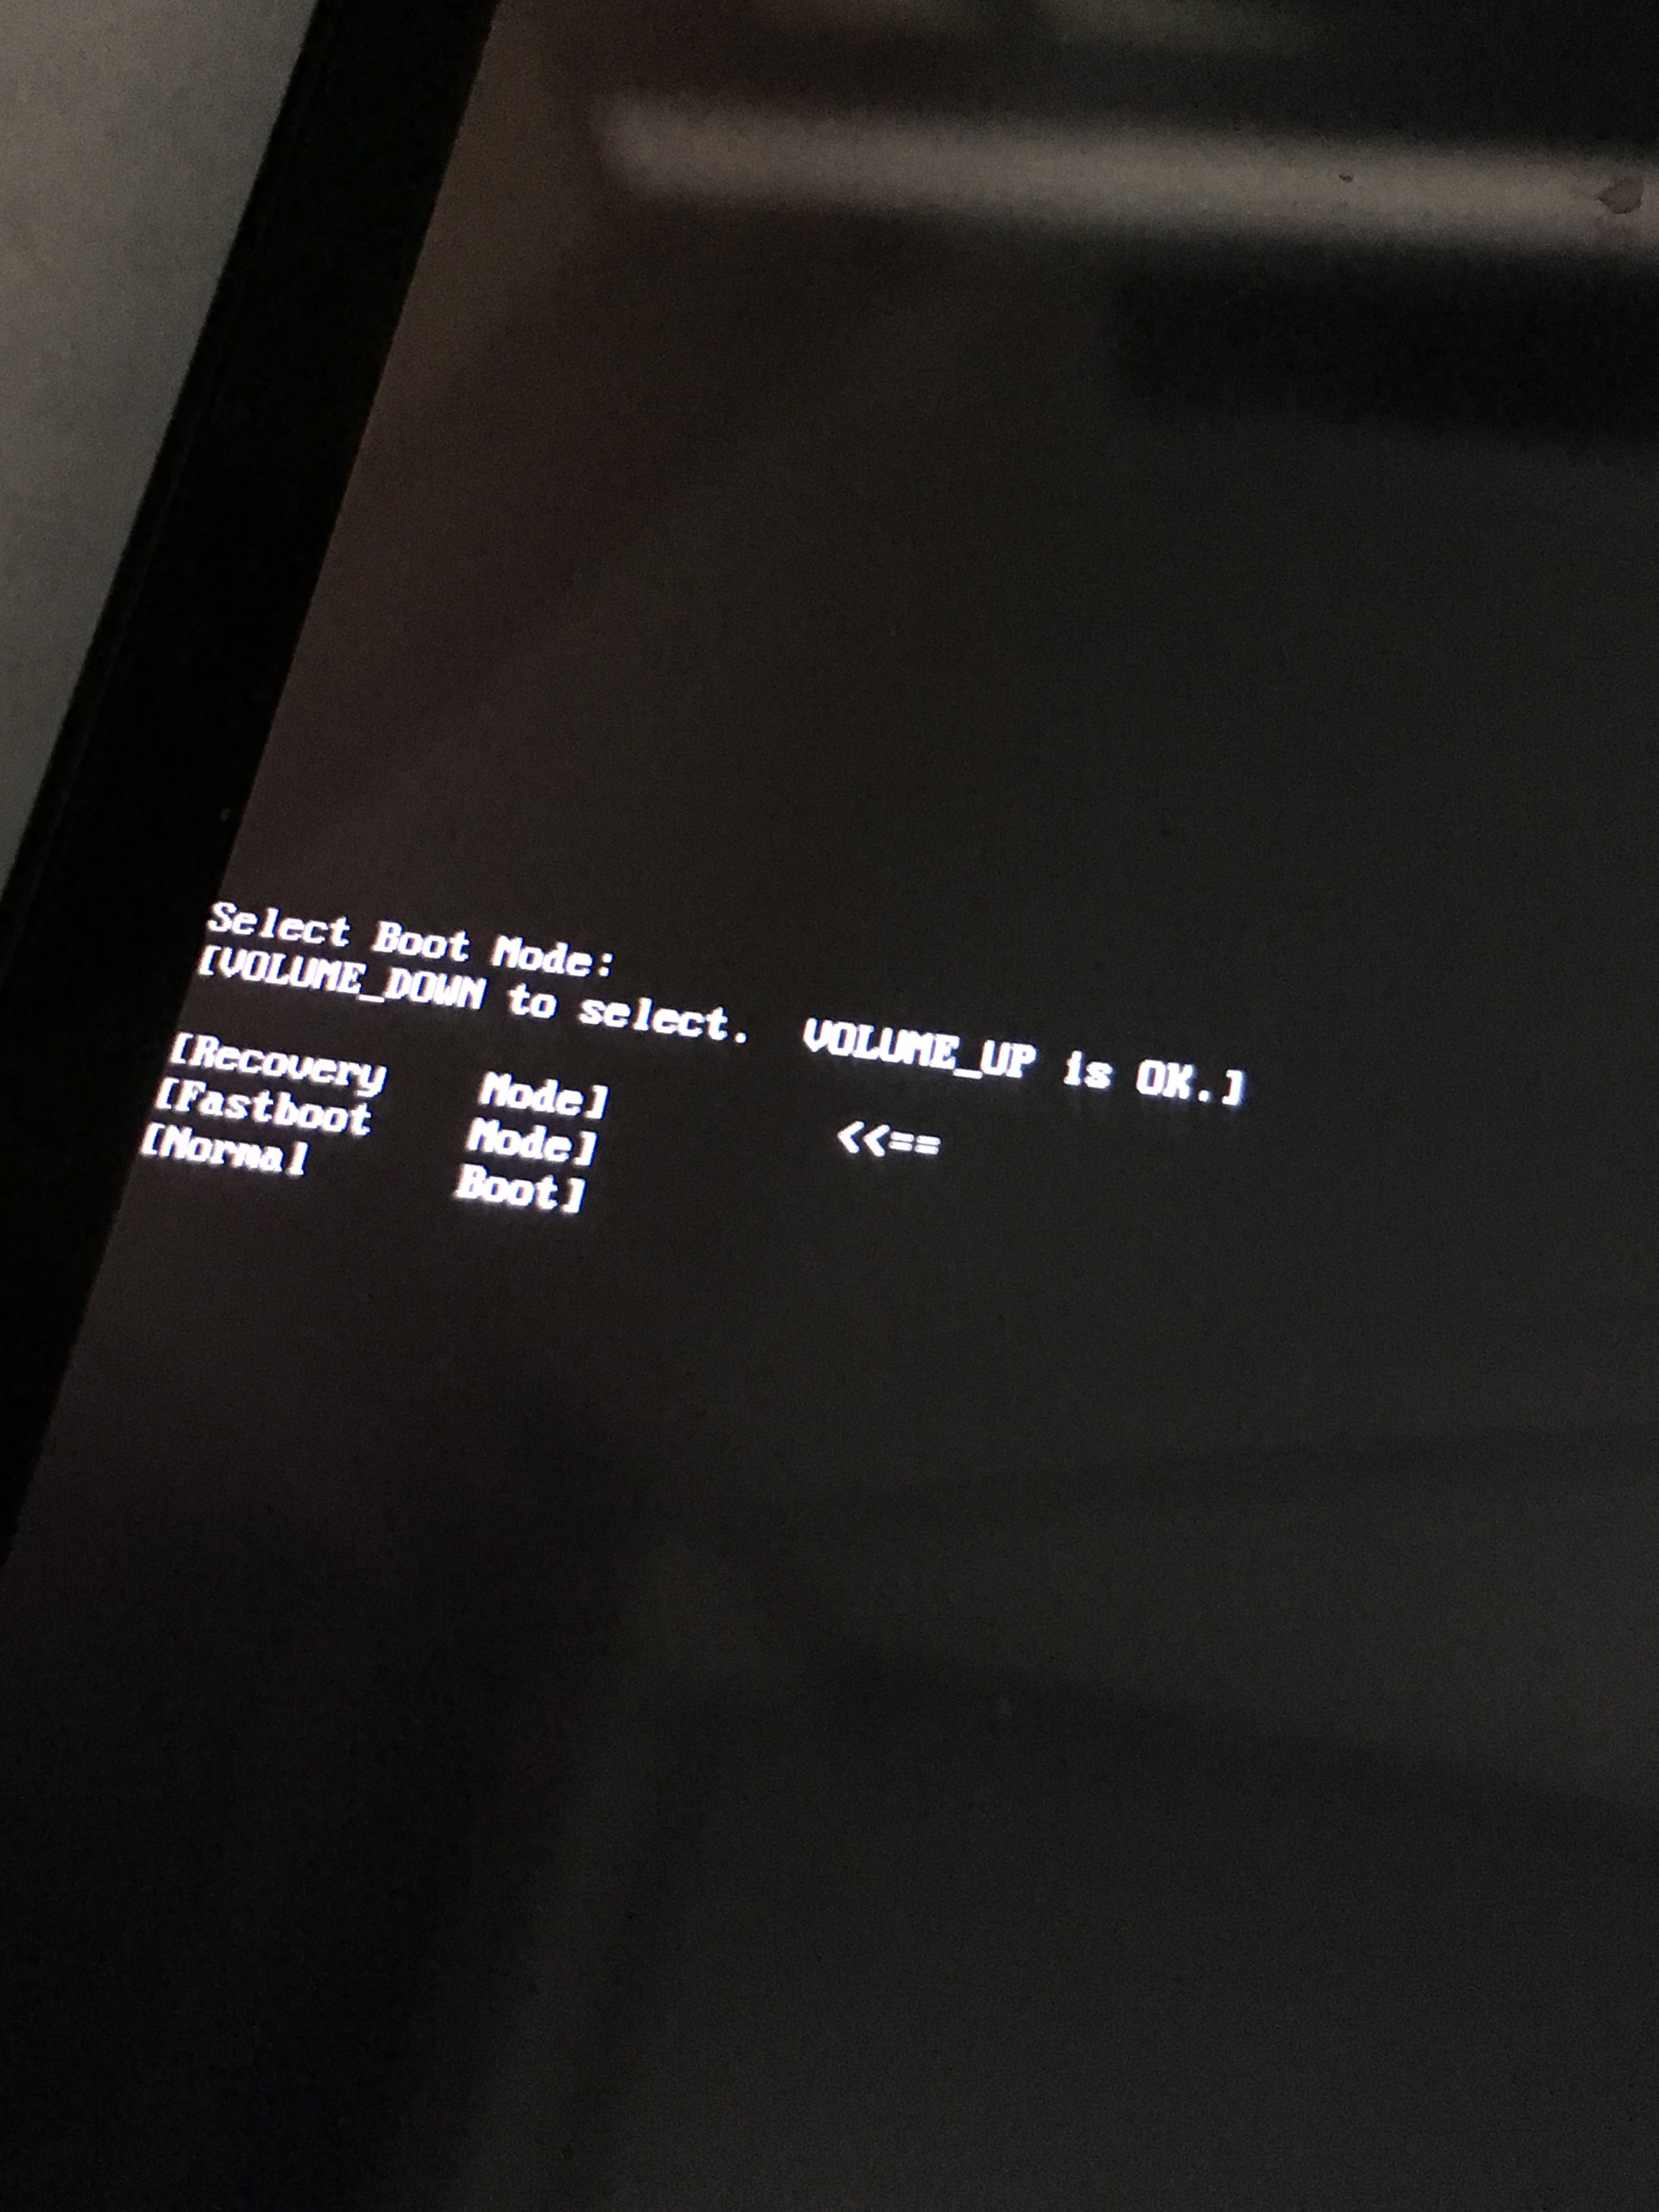 Select Boot Mode:
[VOLUME_DOWN to select.  VOLUME_UP is OK.]
[Recovery    Mode]         <<==
[Fastboot    Mode]
[Normal      Boot]